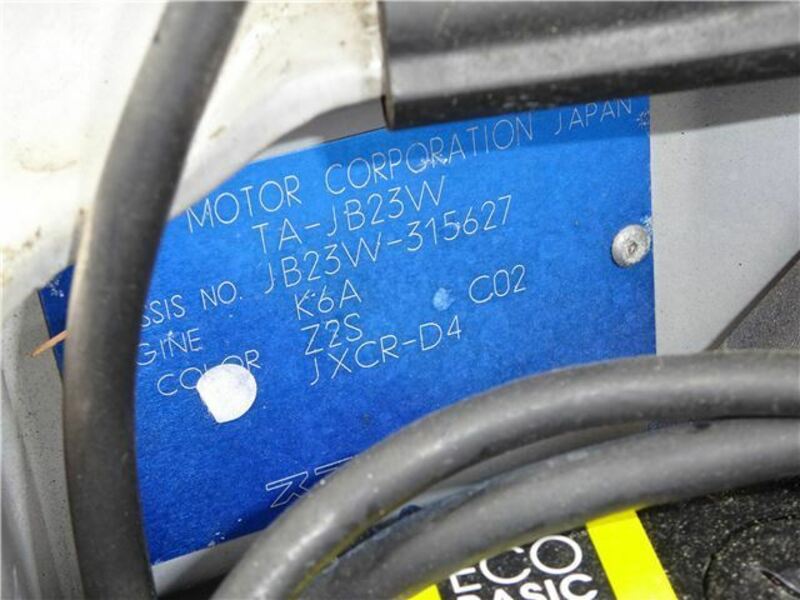 MOTOR CORPORATION JAPAN
TA-JB23W
SSIS NO. JB23W-315627
GINE K6A
COLOR Z2S C02
JXCR-D4
ECO
BASIC